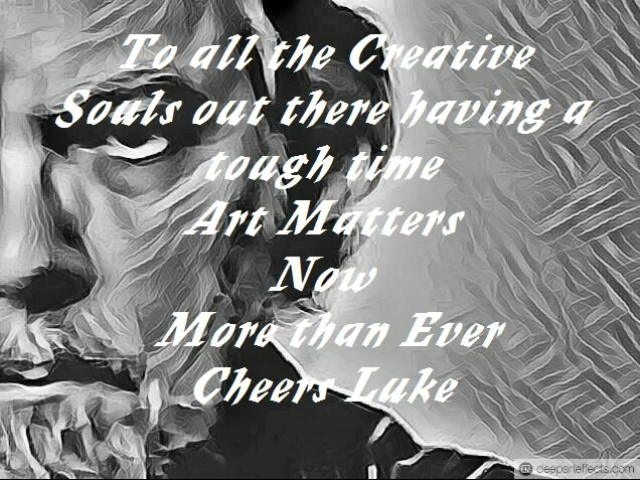 To all the Creative
Souls out there having a
tough time
Art Matters
Now
More than Ever
Cheers Luke
deeparteffects.com